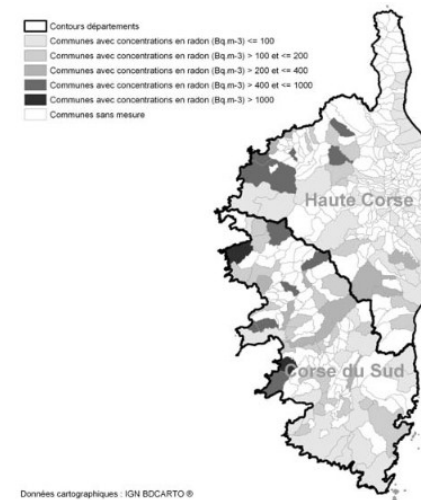 Contours départements
Communes avec concentrations en radon (Bq.m-3) <= 100
Communes avec concentrations en radon (Bq.m-3) > 100 et <= 200
Communes avec concentrations en radon (Bq.m-3) > 200 et <= 400
Communes avec concentrations en radon (Bq.m-3) > 400 et <= 1000
Communes avec concentrations en radon (Bq.m-3) > 1000
Communes sans mesure
Haute Corse
Corse du Sud
Données cartographiques : IGN BDCARTO ®